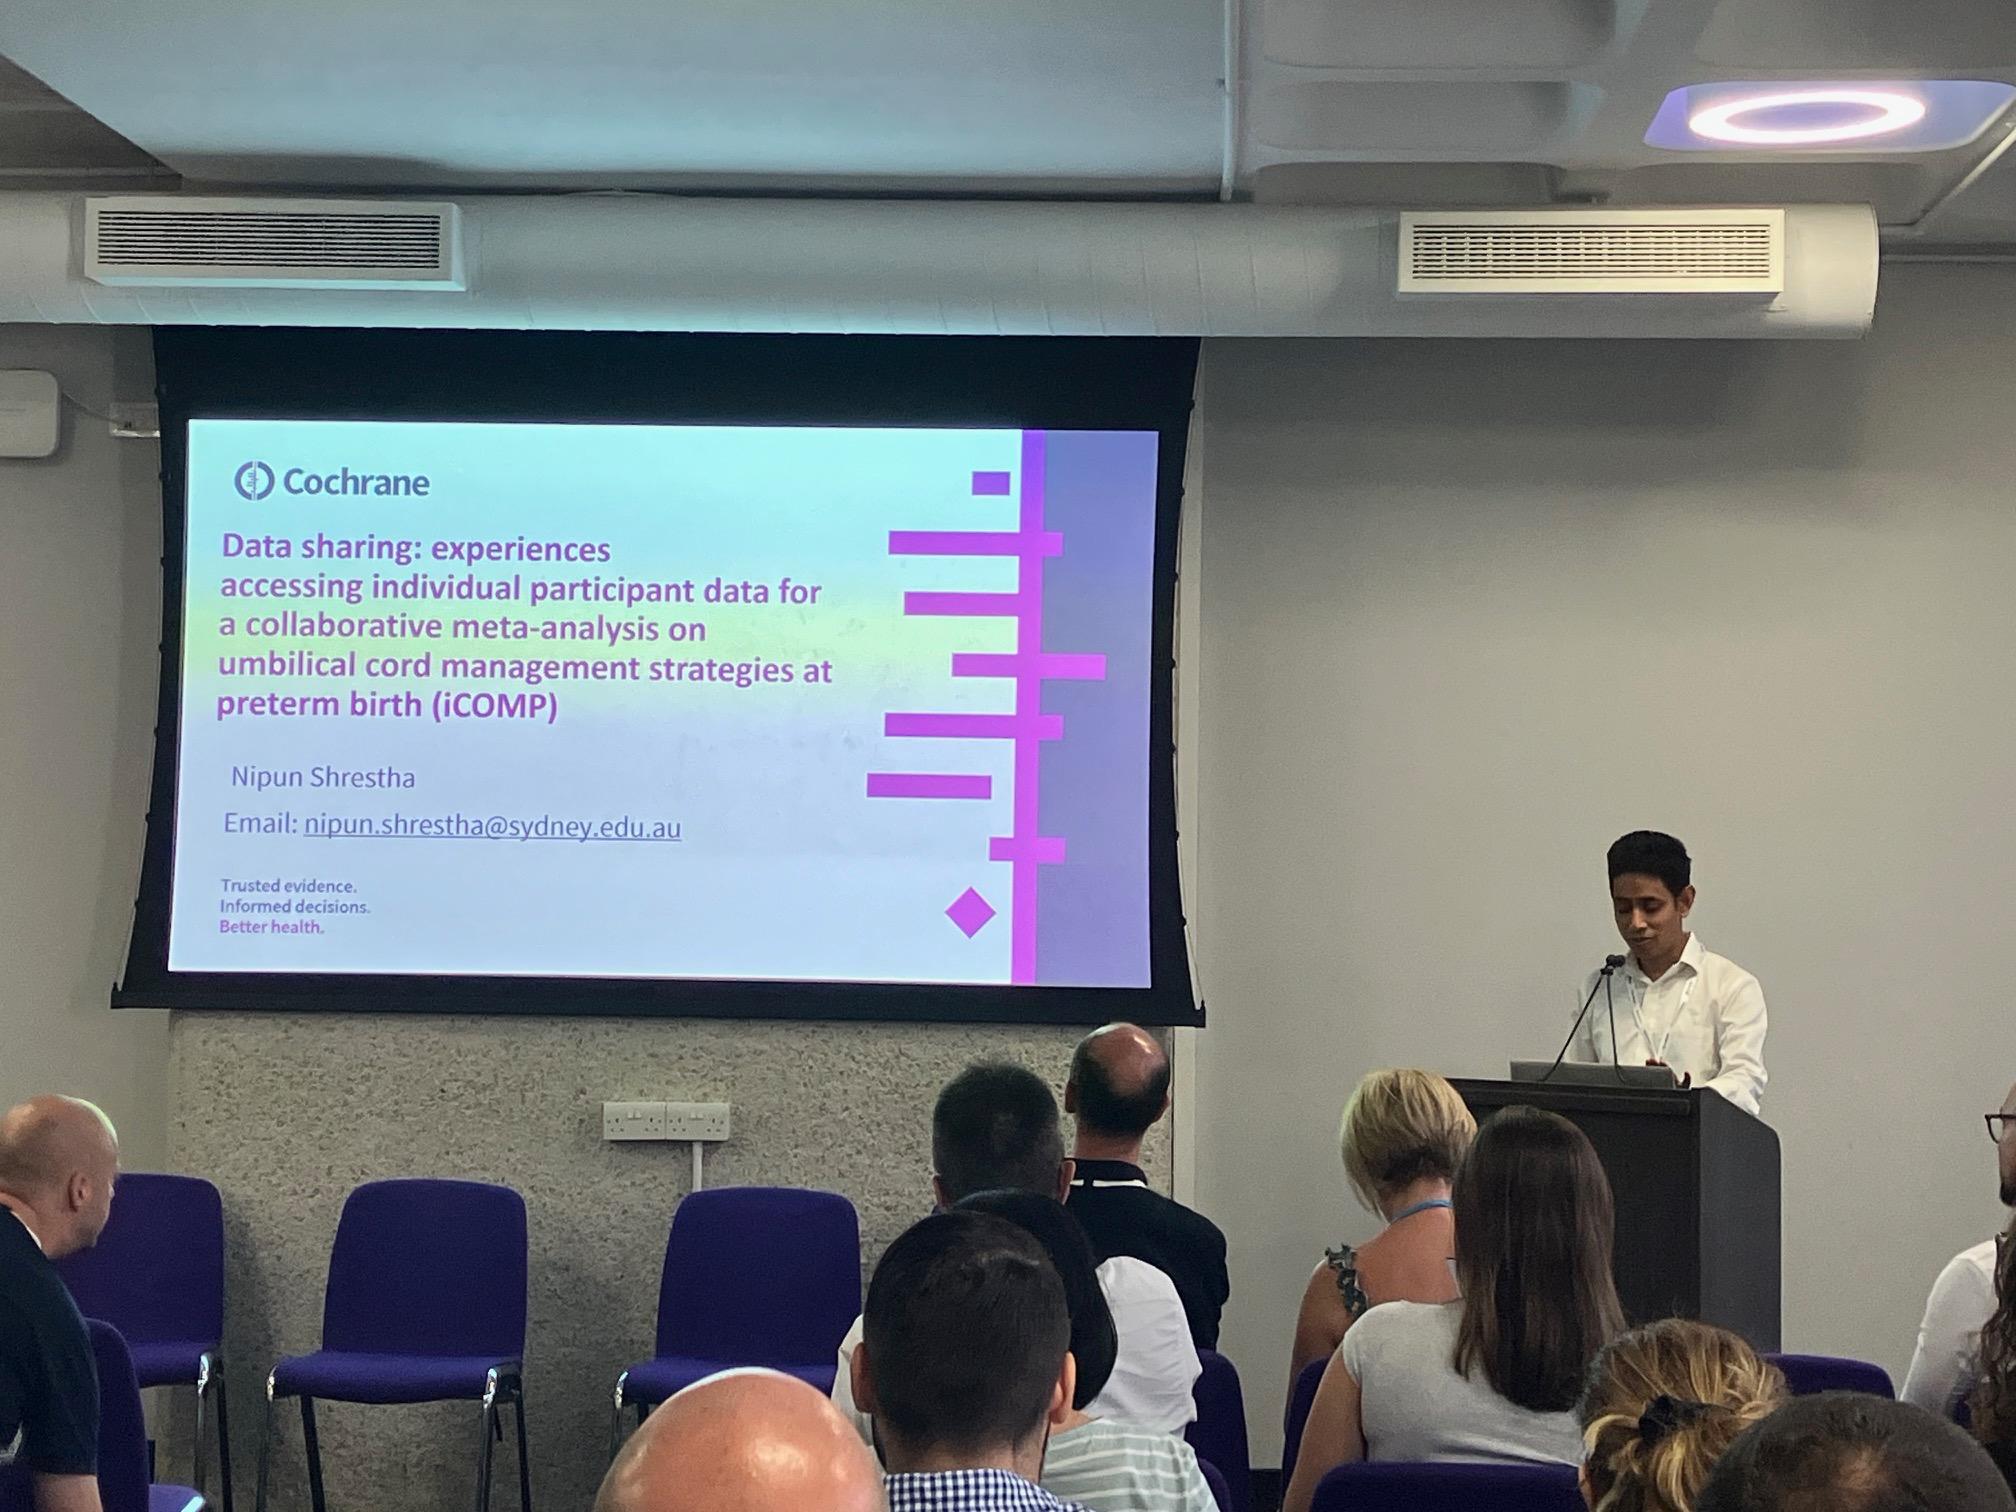 Cochrane
Data sharing: experiences
accessing individual participant data for
a collaborative meta-analysis on
umbilical cord management strategies at
preterm birth (iCOMP)
Nipun Shrestha
Email: nipun.shrestha@sydney.edu.au
Trusted evidence.
Informed decisions.
Better health.